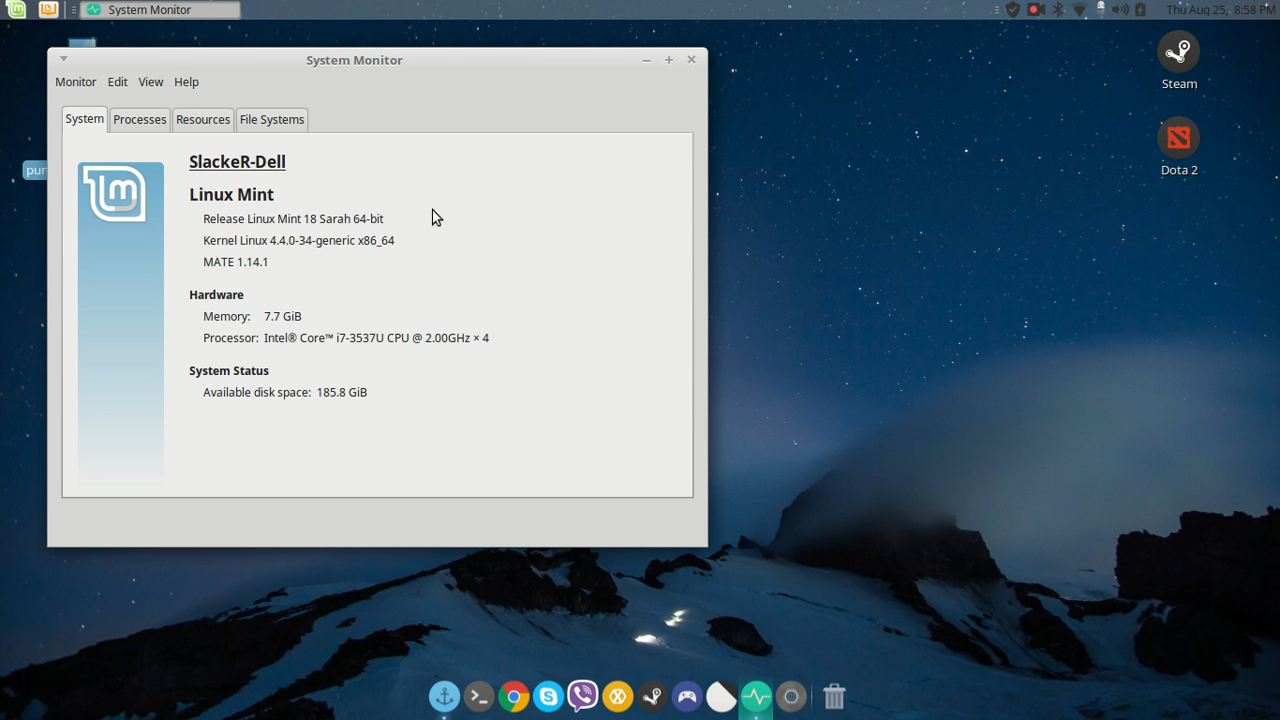 System Monitor
Thu Aug 25, 8:58 PM
System Monitor
Monitor Edit View Help
System Processes Resources File Systems
SlackeR-Dell
Linux Mint
Release Linux Mint 18 Sarah 64-bit
Kernel Linux 4.4.0-34-generic x86_64
MATE 1.14.1
Hardware
Memory: 7.7 GiB
Processor: Intel® Core™ i7-3537U CPU @ 2.00GHz × 4
System Status
Available disk space: 185.8 GiB
pur
Steam
Dota 2